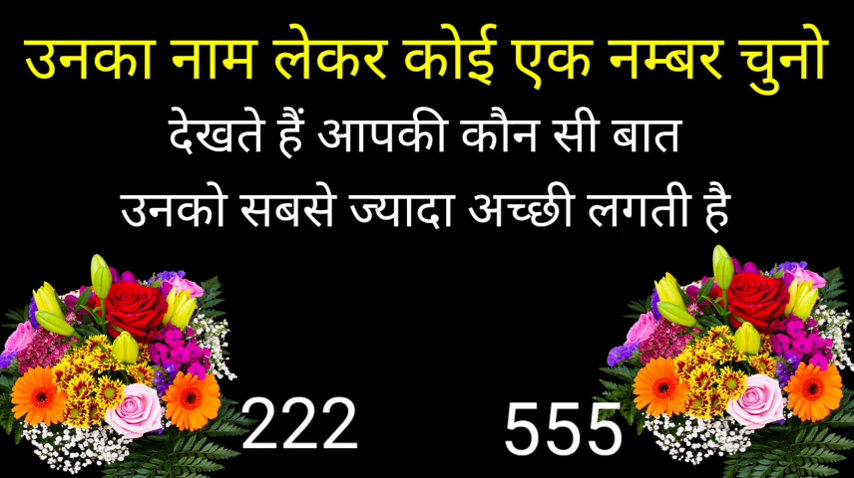 उनका नाम लेकर कोई एक नम्बर चुनो
देखते हैं आपकी कौन सी बात
उनको सबसे ज्यादा अच्छी लगती है
222
555